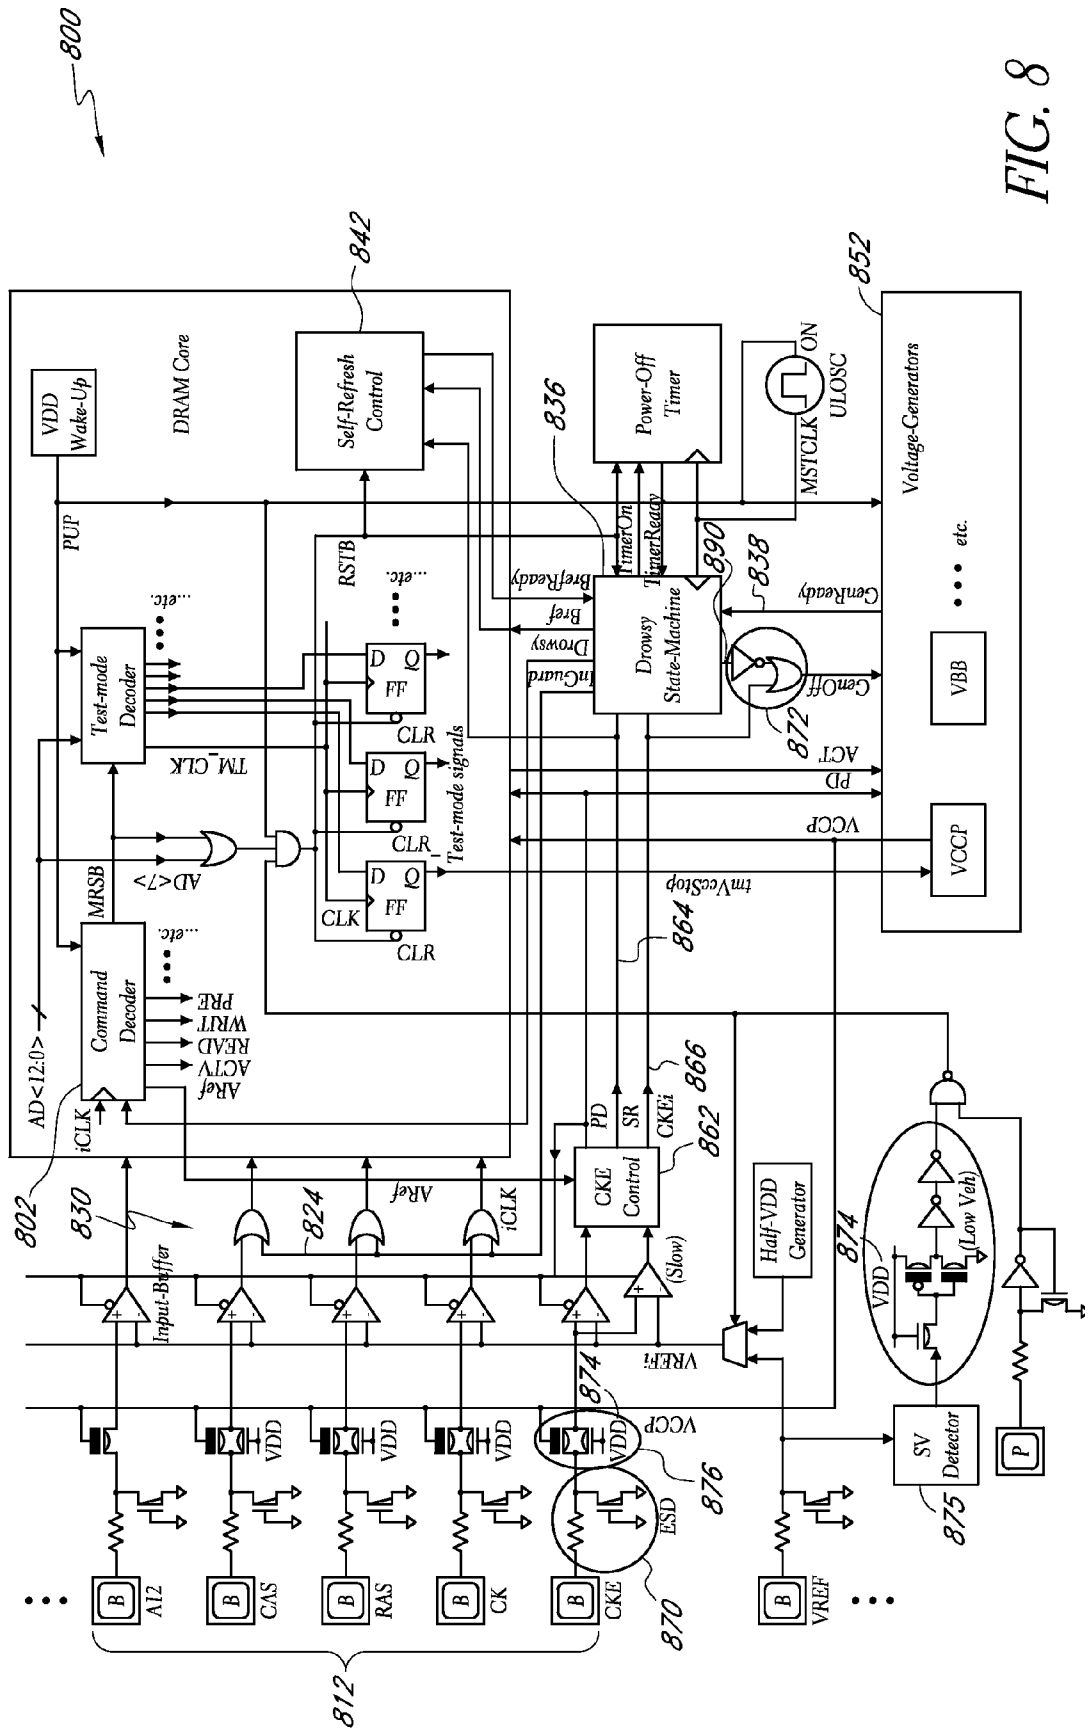 800
FIG. 8
VDD
Wake-Up
DRAM Core
Self-Refresh
Control
842
PUP
Test-mode
Decoder
...etc.
TM_CLK
RSTB
...etc.
D
Q
FF
CLR
D
Q
FF
CLR
D
Q
FF
CLK
CLR
Test-mode signals
MRSB
AD<7>
AD<12:0>
Command
Decoder
...etc.
PRE
WRIT
READ
ACTV
ARef
iCLK
802
830
Input-Buffer
824
ARef
iCLK
BrefReady
Bref
Drowsy
InGuard
836
Drowsy
State-Machine
TimerOn
TimerReady
Power-Off
Timer
MSTCLK
ON
ULOSC
890
838
872
GenOff
GenReady
852
Voltage-Generators
etc.
VBB
VCCP
ACT
PD
VCCP
tmVccStop
864
866
PD
SR
CKEi
CKE
Control
862
(Slow)
VREFi
Half-VDD
Generator
874
VCCP
876
VDD
VDD
VDD
VDD
ESD
870
B
A12
B
CAS
B
RAS
B
CK
B
CKE
812
B
VREF
SV
Detector
875
874
VDD
(Low Vth)
P